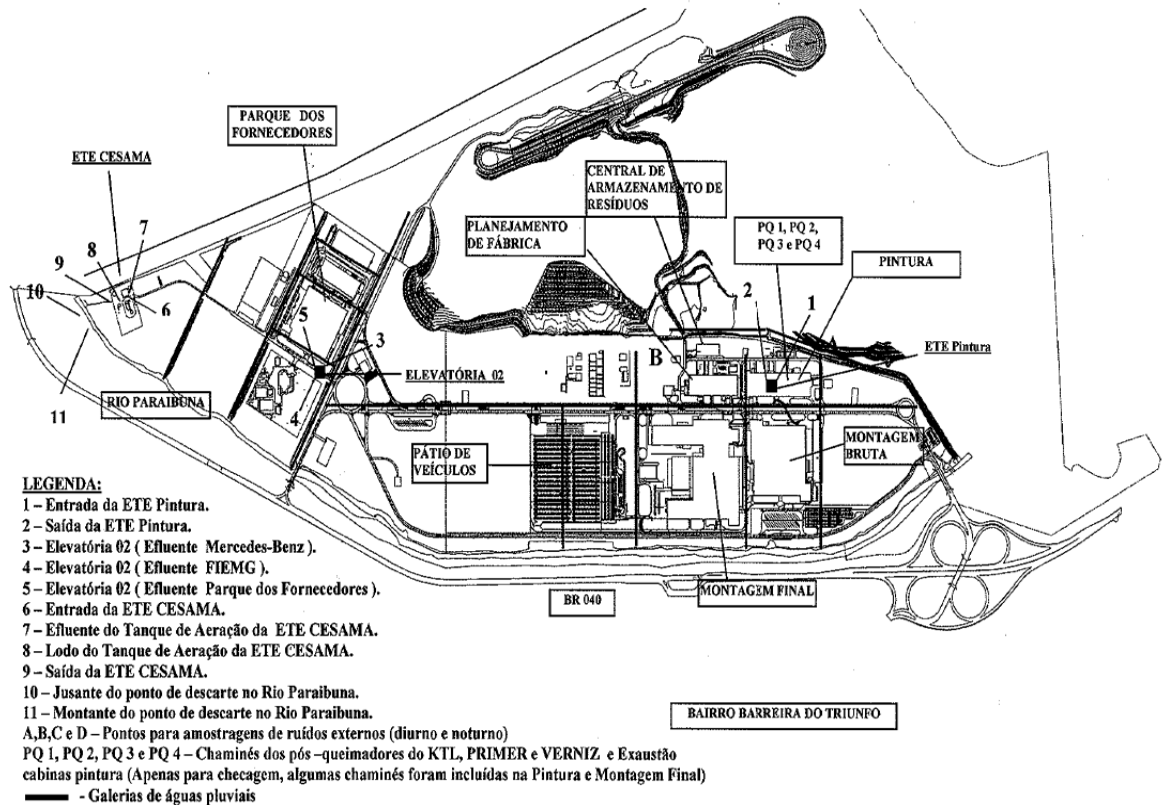 PARQUE DOS
FORNECEDORES
ETE CESAMA
CENTRAL DE
ARMAZENAMENTO DE
RESÍDUOS
PLANEJAMENTO
DE FÁBRICA
PQ 1, PQ 2,
PQ 3 e PQ 4
PINTURA
7
8
9
10
6
5
3
2
1
B
ETE Pintura
ELEVATÓRIA 02
RIO PARAIBUNA
11
4
PÁTIO DE
VEÍCULOS
MONTAGEM
BRUTA
MONTAGEM FINAL
BR 040
BAIRRO BARREIRA DO TRIUNFO
LEGENDA:
1 – Entrada da ETE Pintura.
2 – Saída da ETE Pintura.
3 – Elevatória 02 ( Efluente Mercedes-Benz ).
4 – Elevatória 02 ( Efluente FIEMG ).
5 – Elevatória 02 ( Efluente Parque dos Fornecedores ).
6 – Entrada da ETE CESAMA.
7 – Efluente do Tanque de Aeração da ETE CESAMA.
8 – Lodo do Tanque de Aeração da ETE CESAMA.
9 – Saída da ETE CESAMA.
10 – Jusante do ponto de descarte no Rio Paraibuna.
11 – Montante do ponto de descarte no Rio Paraibuna.
A,B,C e D – Pontos para amostragens de ruídos externos (diurno e noturno)
PQ 1, PQ 2, PQ 3 e PQ 4 – Chaminés dos pós –queimadores do KTL, PRIMER e VERNIZ e Exaustão
cabinas pintura (Apenas para checagem, algumas chaminés foram incluídas na Pintura e Montagem Final)
- Galerias de águas pluviais